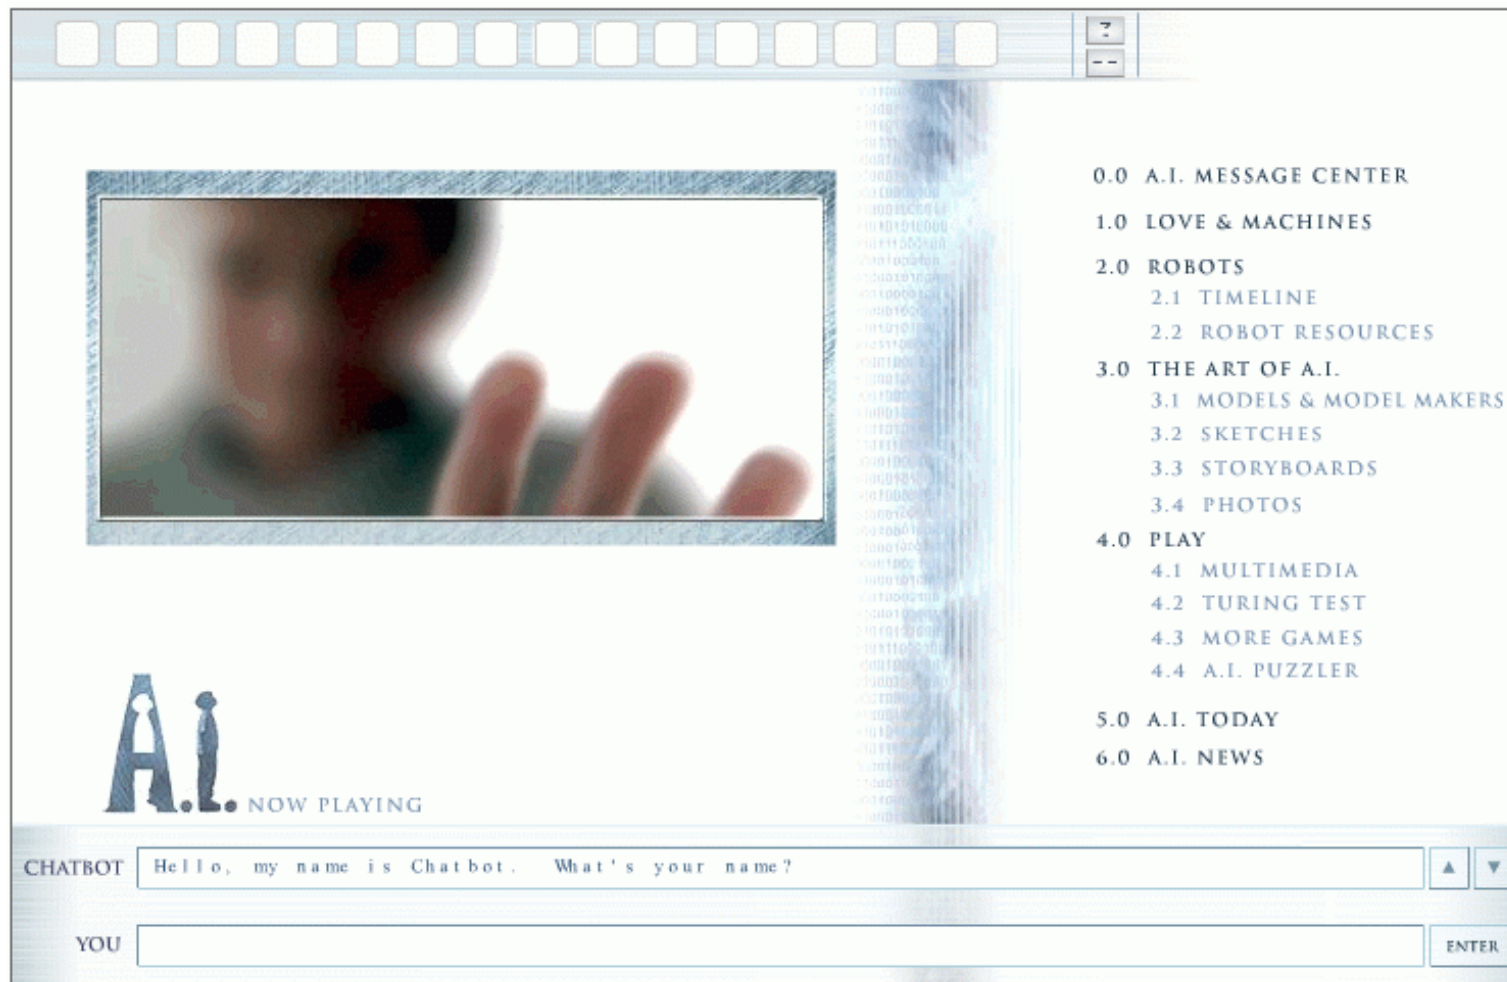 0.0 A.I. MESSAGE CENTER
1.0 LOVE & MACHINES
2.0 ROBOTS
2.1 TIMELINE
2.2 ROBOT RESOURCES
3.0 THE ART OF A.I.
3.1 MODELS & MODEL MAKERS
3.2 SKETCHES
3.3 STORYBOARDS
3.4 PHOTOS
4.0 PLAY
4.1 MULTIMEDIA
4.2 TURING TEST
4.3 MORE GAMES
4.4 A.I. PUZZLER
5.0 A.I. TODAY
6.0 A.I. NEWS
A.I. NOW PLAYING
CHATBOT Hello, my name is Chatbot. What's your name?
YOU ENTER